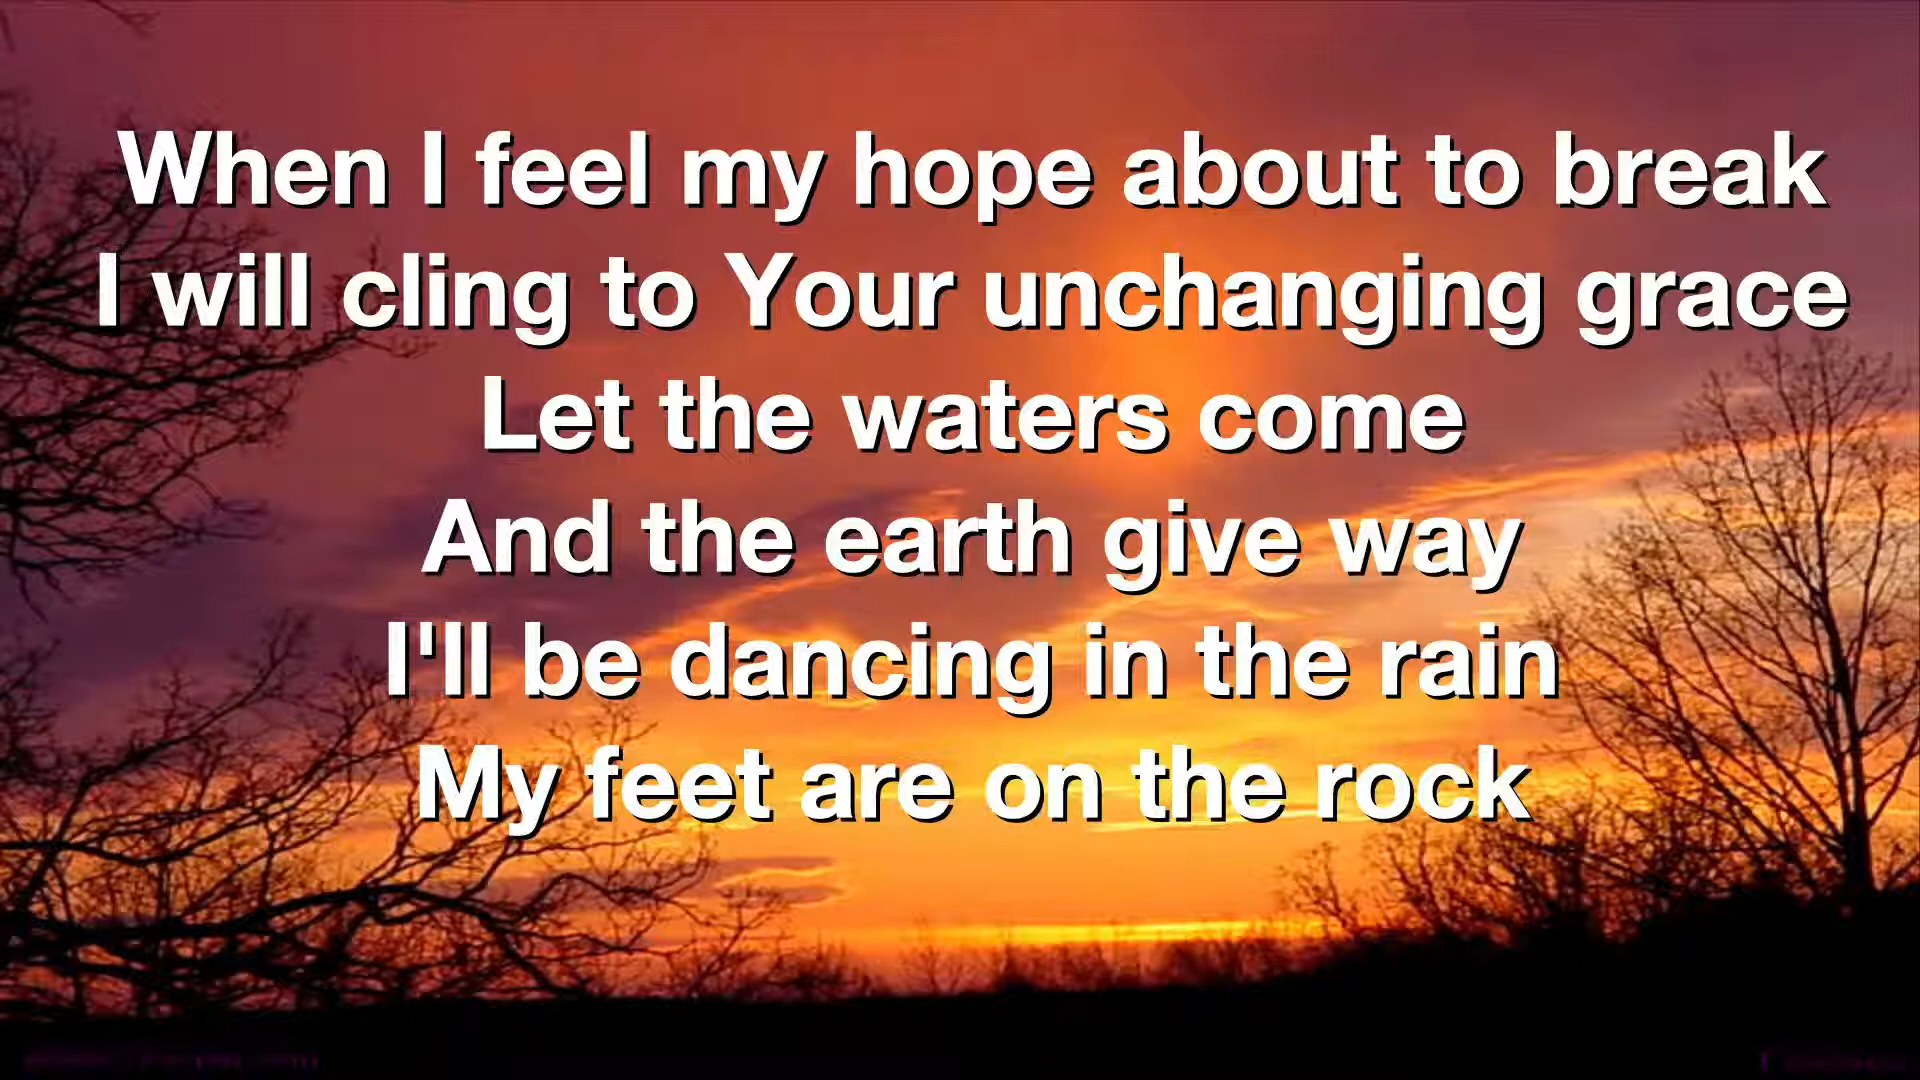 When I feel my hope about to break
I will cling to Your unchanging grace
Let the waters come
And the earth give way
I'll be dancing in the rain
My feet are on the rock